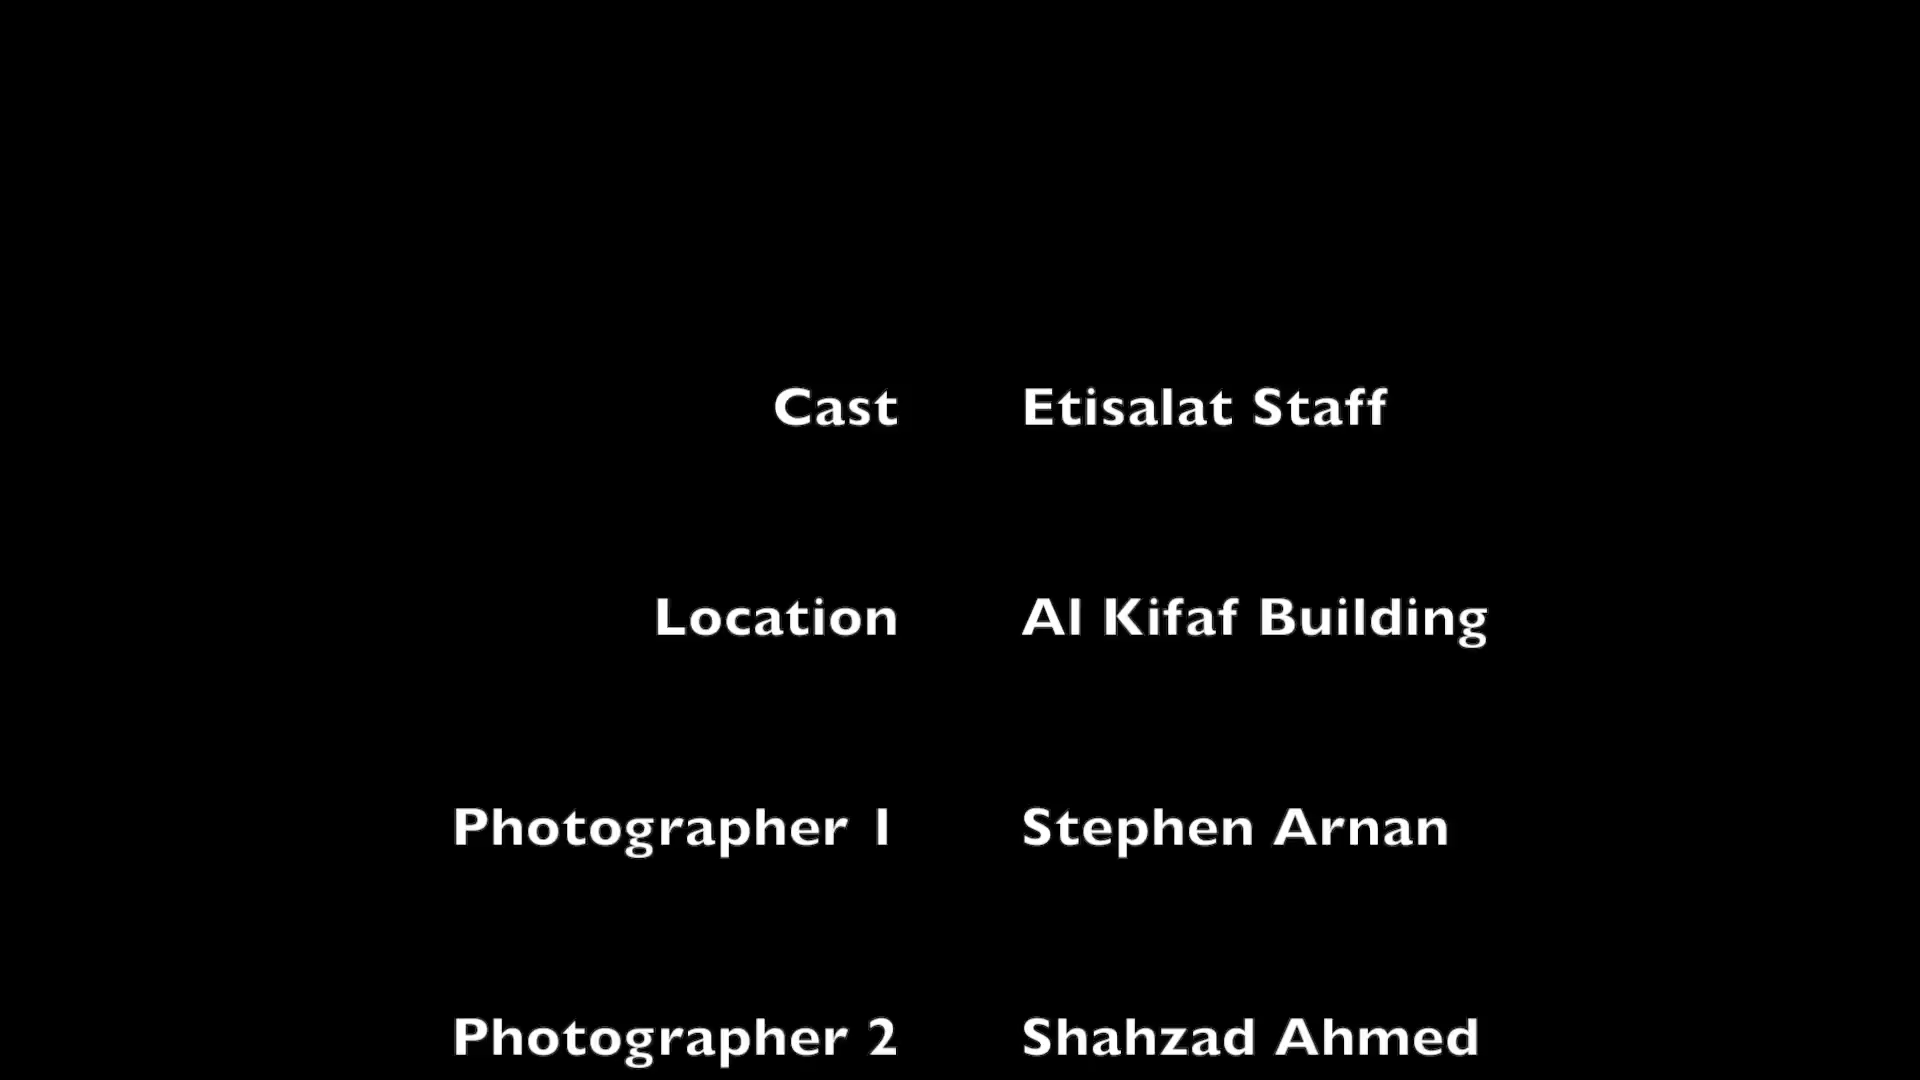 Cast Etisalat Staff
Location Al Kifaf Building
Photographer 1 Stephen Arnan
Photographer 2 Shahzad Ahmed